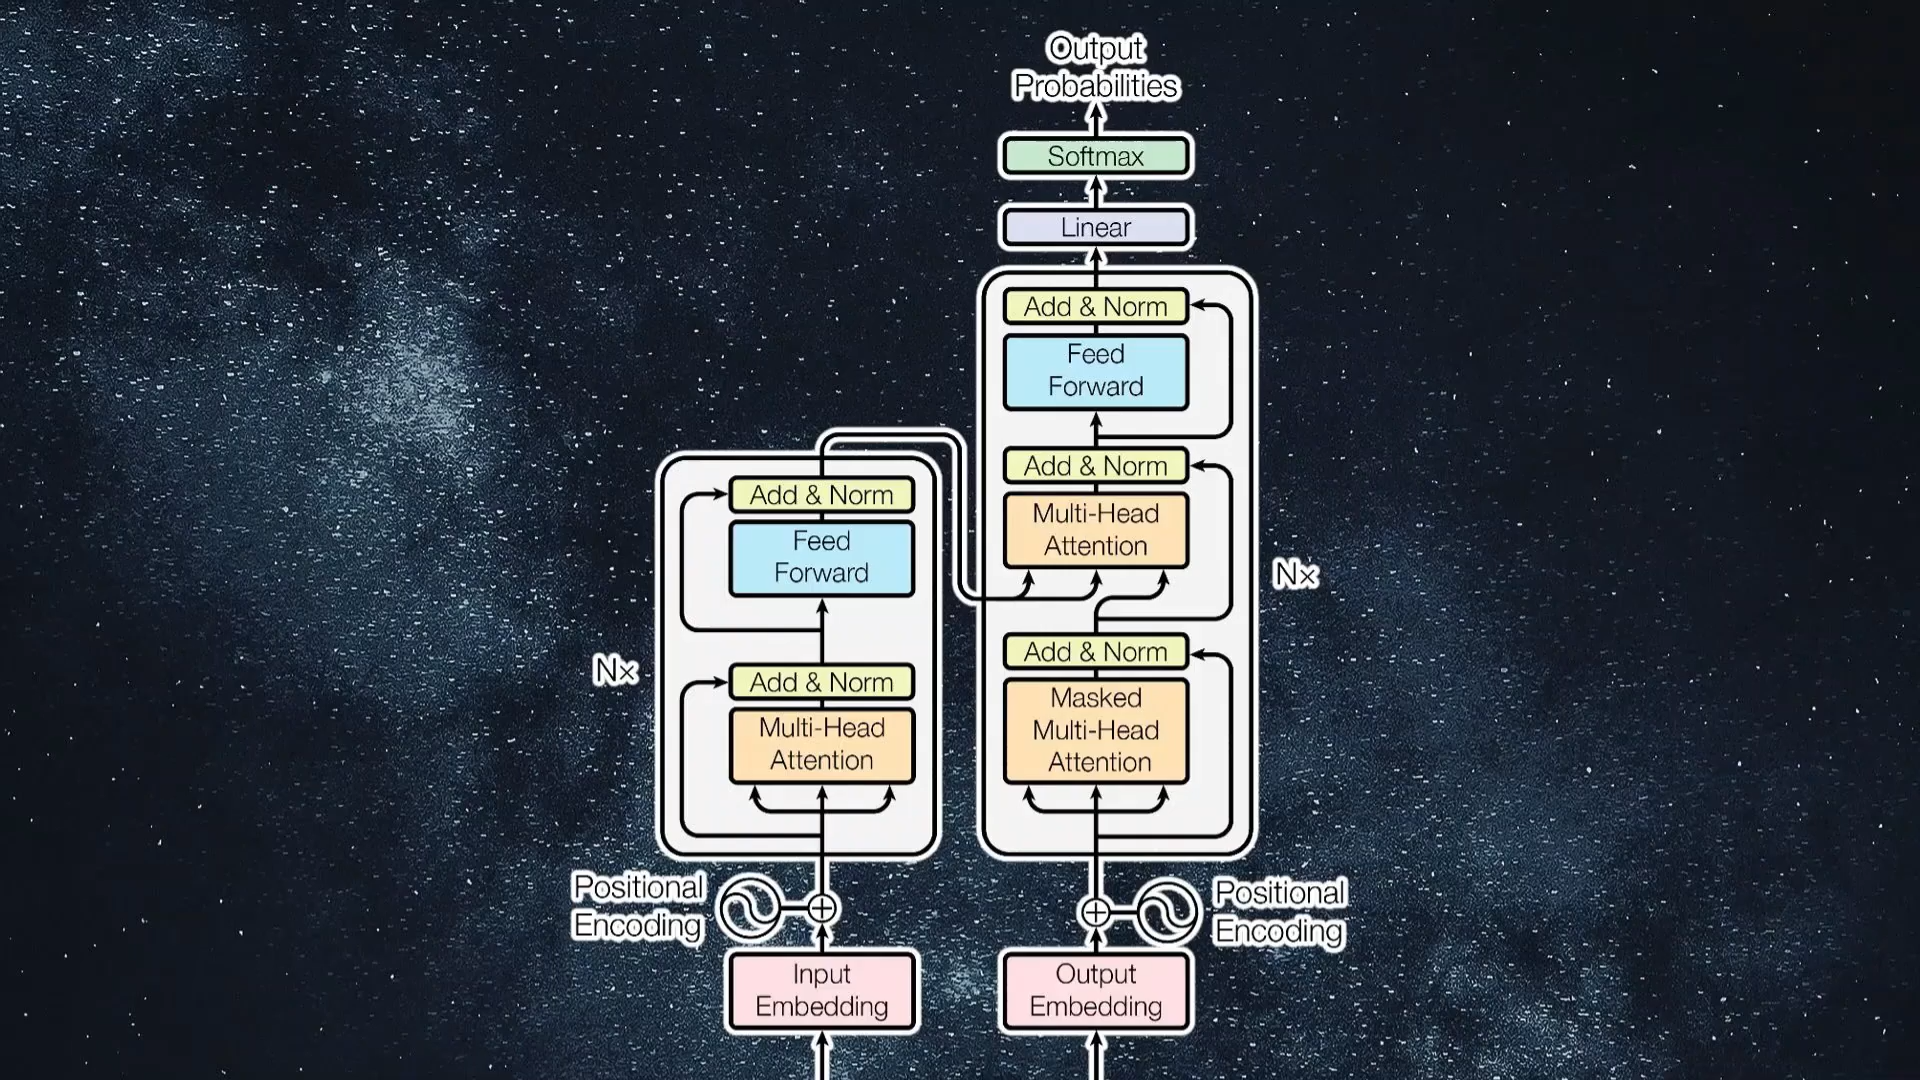 Output
Probabilities
Softmax
Linear
Add & Norm
Feed
Forward
Add & Norm
Multi-Head
Attention
Add & Norm
Masked
Multi-Head
Attention
Nx
Positional
Encoding
Output
Embedding
Add & Norm
Feed
Forward
Add & Norm
Multi-Head
Attention
Nx
Positional
Encoding
Input
Embedding